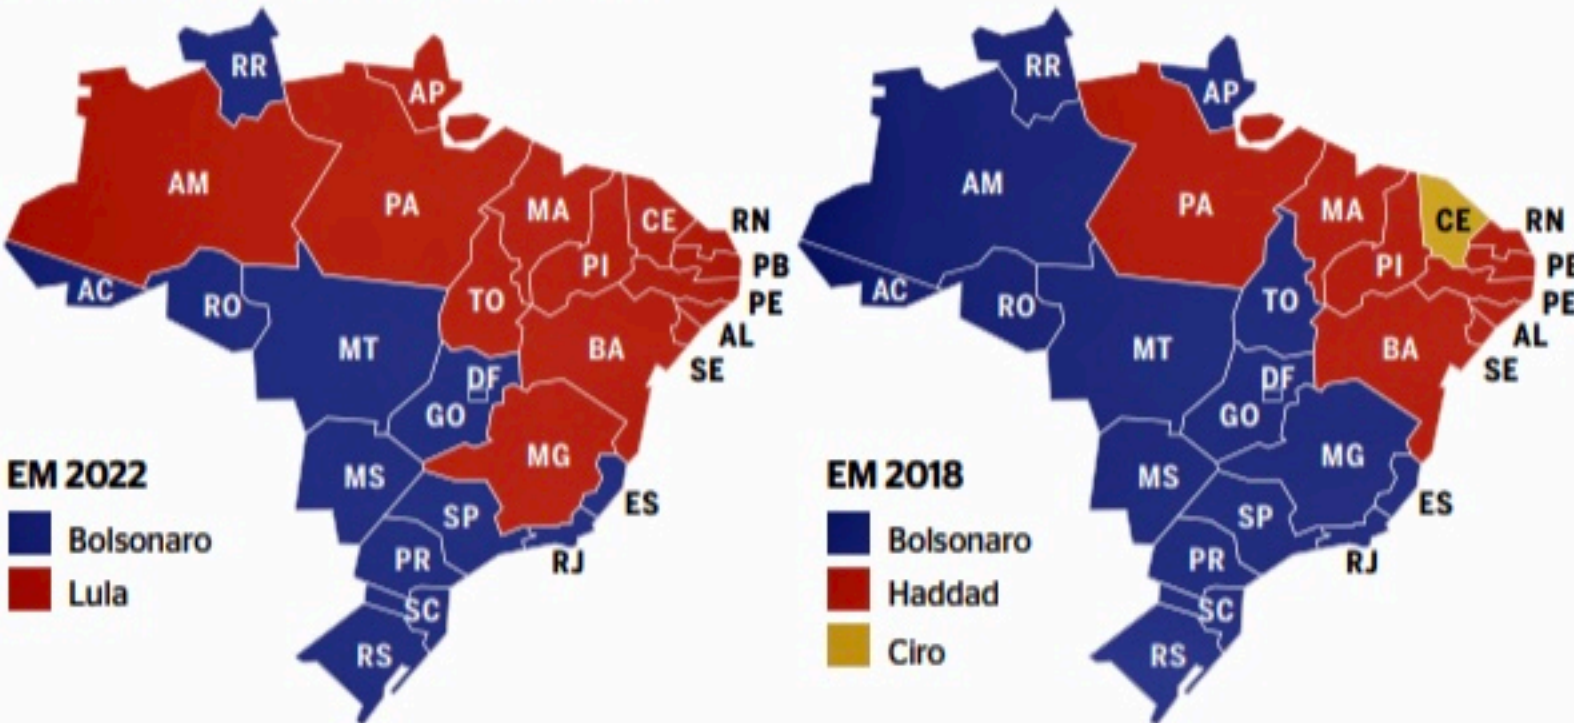 RR
AP
AM
PA
MA
CE
RN
PI
PB
AC
RO
TO
PE
AL
MT
BA
SE
DF
GO
MG
MS
ES
SP
PR
RJ
SC
RS
EM 2022
Bolsonaro
Lula
RR
AP
AM
PA
MA
CE
RN
PI
PE
AC
RO
TO
PE
AL
MT
BA
SE
DF
GO
MG
MS
ES
SP
PR
RJ
SC
RS
EM 2018
Bolsonaro
Haddad
Ciro